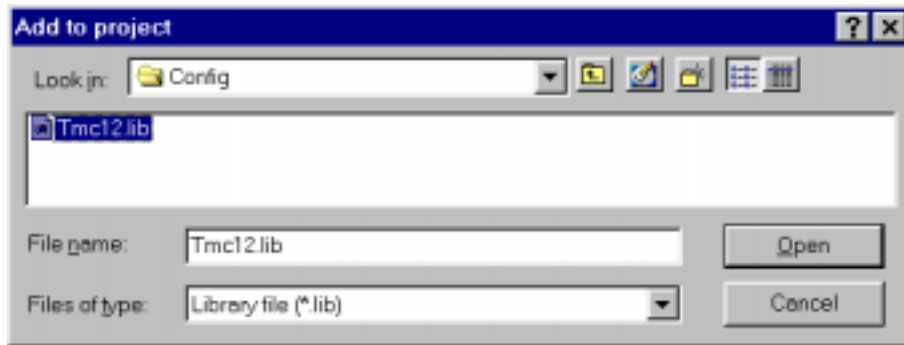 Add to project
Look in: Config
Tmc12.lib
File name: Tmc12.lib Open
Files of type: Library file (*.lib) Cancel